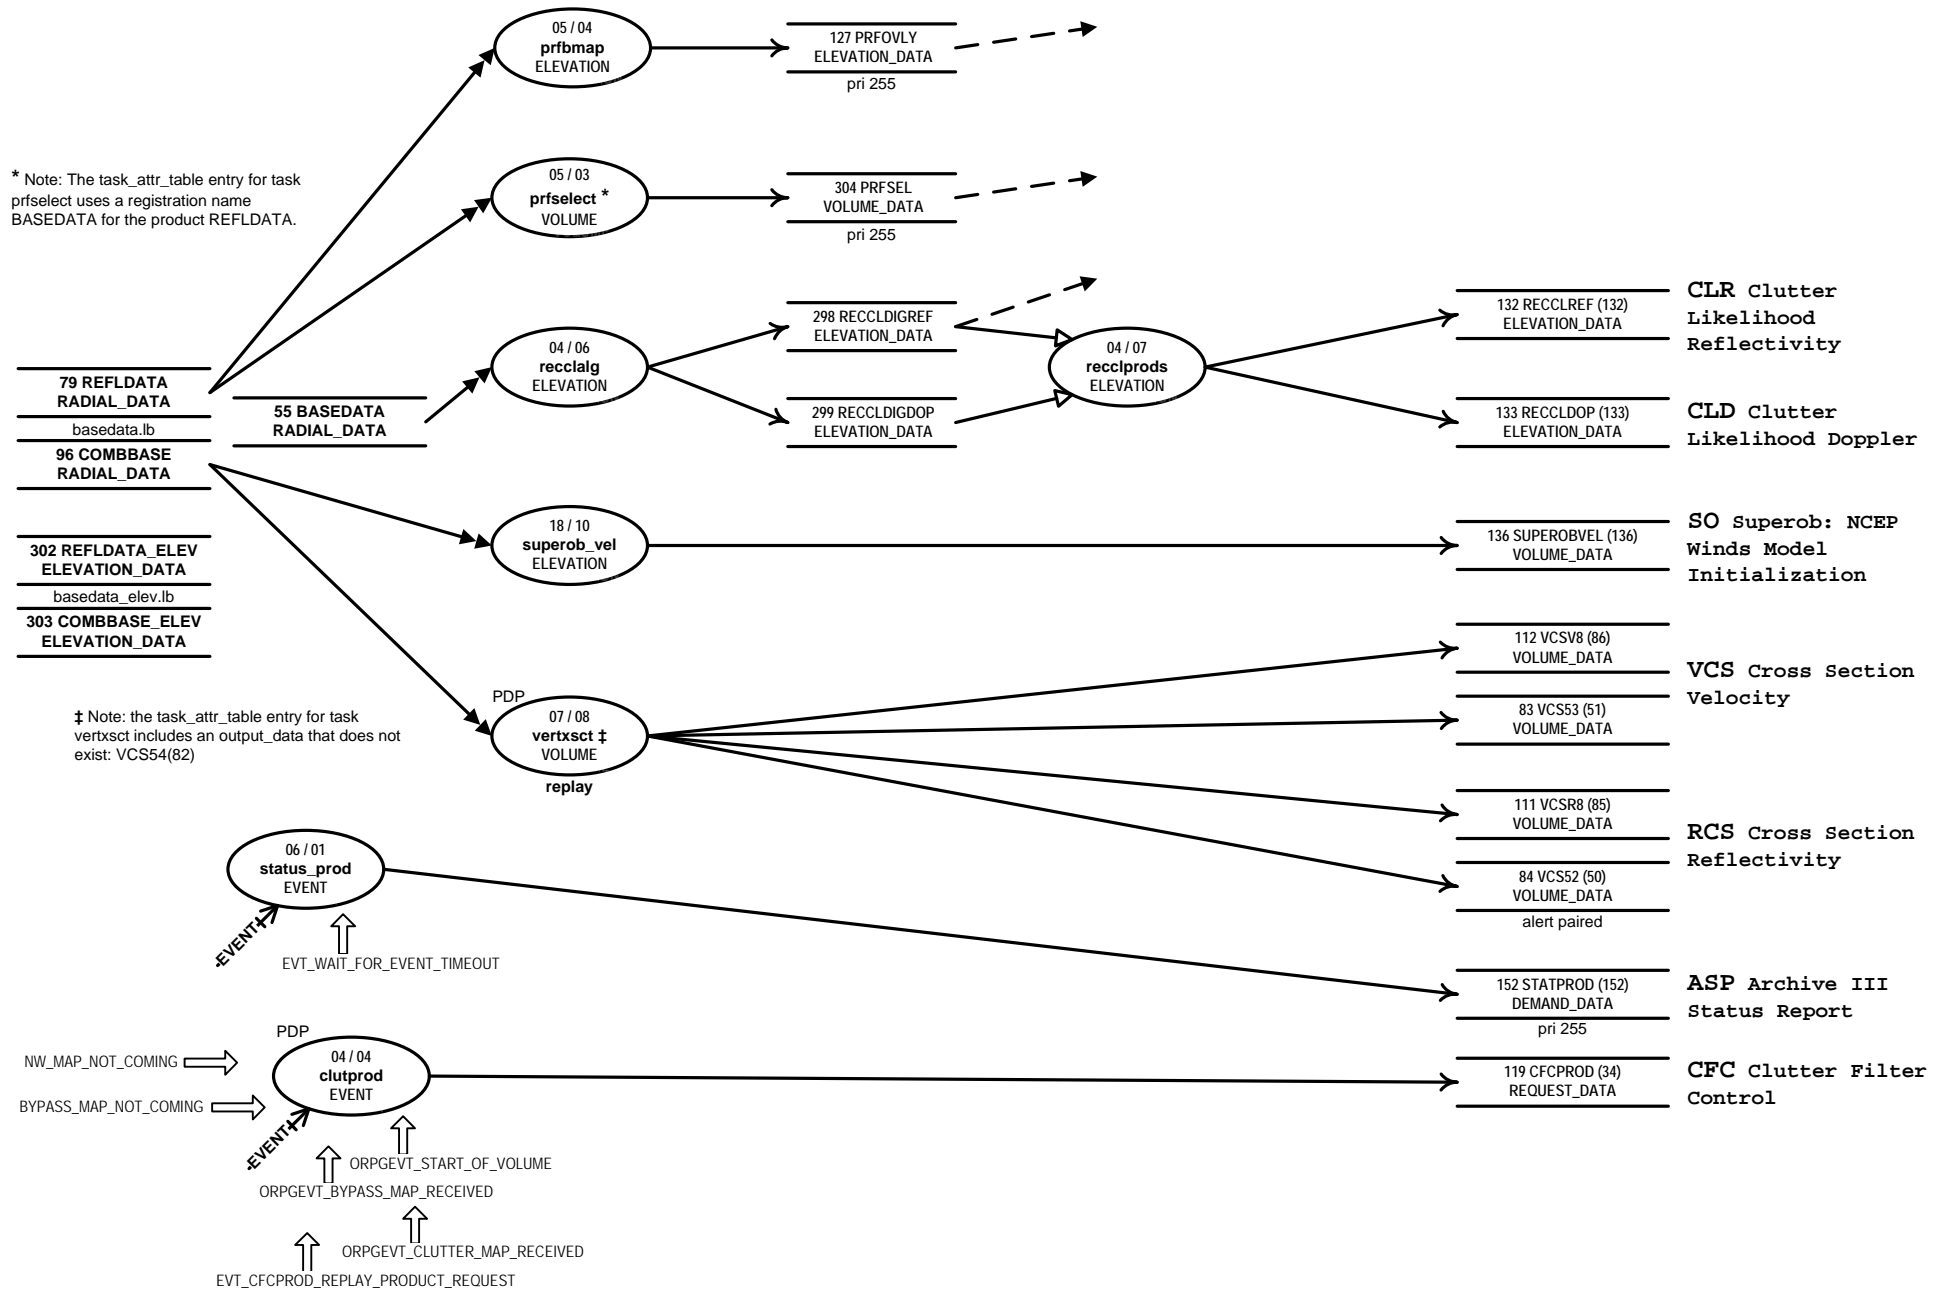 05 / 04
prfbmap
ELEVATION
127 PRFOVLY
ELEVATION_DATA
pri 255
* Note: The task_attr_table entry for task
prfselect uses a registration name
BASEDATA for the product REFLDATA.
05 / 03
prfselect *
VOLUME
304 PRFSEL
VOLUME_DATA
pri 255
79 REFLDATA
RADIAL_DATA
basedata.lb
96 COMBBASE
RADIAL_DATA
55 BASEDATA
RADIAL_DATA
04 / 06
recclalg
ELEVATION
298 RECCLDIGREF
ELEVATION_DATA
299 RECCLDIGDOP
ELEVATION_DATA
04 / 07
recclprods
ELEVATION
132 RECCLREF (132)
ELEVATION_DATA
CLR Clutter
Likelihood
Reflectivity
133 RECCLDOP (133)
ELEVATION_DATA
CLD Clutter
Likelihood Doppler
302 REFLDATA_ELEV
ELEVATION_DATA
basedata_elev.lb
303 COMBBASE_ELEV
ELEVATION_DATA
18 / 10
superob_vel
ELEVATION
136 SUPEROBVEL (136)
VOLUME_DATA
SO Superob: NCEP
Winds Model
Initialization
‡ Note: the task_attr_table entry for task
vertxsct includes an output_data that does not
exist: VCS54(82)
PDP
07 / 08
vertxsct ‡
VOLUME
replay
112 VCSV8 (86)
VOLUME_DATA
83 VCS53 (51)
VOLUME_DATA
VCS Cross Section
Velocity
111 VCSR8 (85)
VOLUME_DATA
84 VCS52 (50)
VOLUME_DATA
alert paired
RCS Cross Section
Reflectivity
06 / 01
status_prod
EVENT
EVENT
EVT_WAIT_FOR_EVENT_TIMEOUT
152 STATPROD (152)
DEMAND_DATA
pri 255
ASP Archive III
Status Report
PDP
04 / 04
clutprod
EVENT
NW_MAP_NOT_COMING
BYPASS_MAP_NOT_COMING
EVENT
ORPGEVT_START_OF_VOLUME
ORPGEVT_BYPASS_MAP_RECEIVED
ORPGEVT_CLUTTER_MAP_RECEIVED
EVT_CFCPROD_REPLAY_PRODUCT_REQUEST
119 CFCPROD (34)
REQUEST_DATA
CFC Clutter Filter
Control